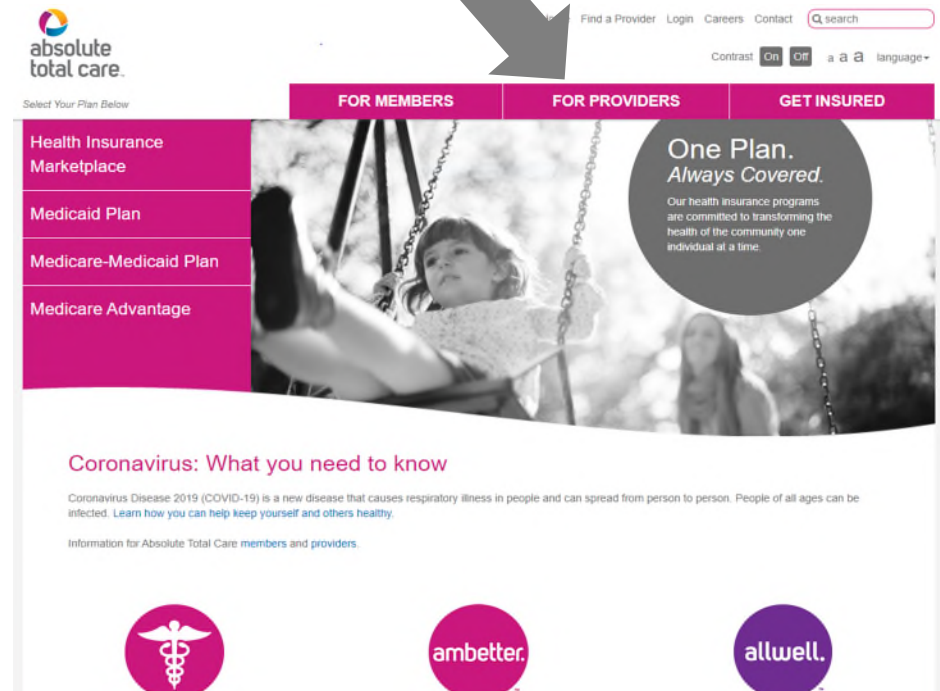 Find a Provider Login Careers Contact search
absolute
total care.
Contrast On Off a a a language
Select Your Plan Below
FOR MEMBERS FOR PROVIDERS GET INSURED
Health Insurance
Marketplace
Medicaid Plan
Medicare-Medicaid Plan
Medicare Advantage
One Plan.
Always Covered.
Our health insurance programs
are committed to transforming the
health of the community one
individual at a time.
Coronavirus: What you need to know
Coronavirus Disease 2019 (COVID-19) is a new disease that causes respiratory illness in people and can spread from person to person. People of all ages can be
infected. Learn how you can help keep yourself and others healthy.
Information for Absolute Total Care members and providers.
ambetter.
allwell.